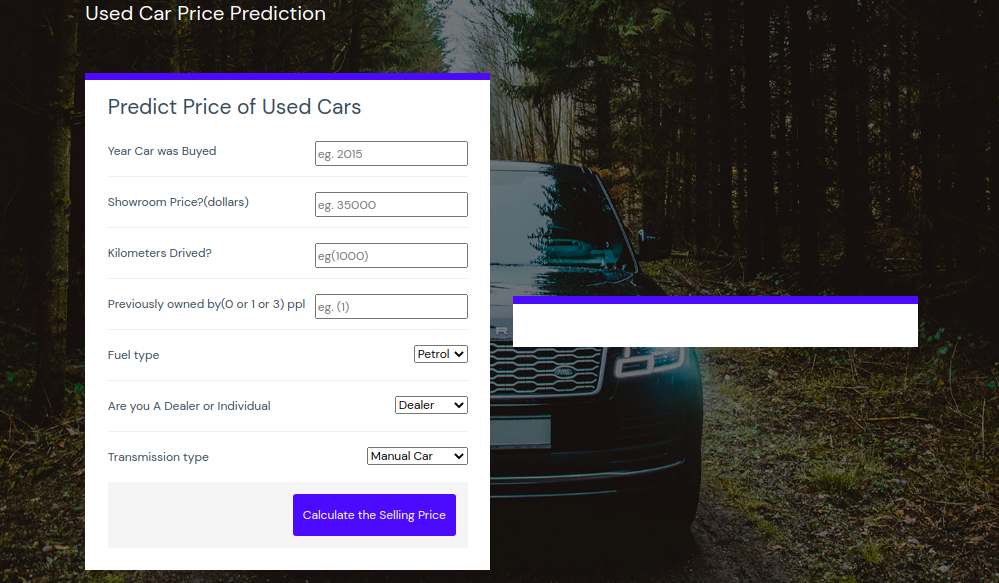 Used Car Price Prediction
Predict Price of Used Cars
Year Car was Buyed
eg. 2015
Showroom Price?(dollars)
eg. 35000
Kilometers Drived?
eg(1000)
Previously owned by(0 or 1 or 3) ppl
eg. (1)
Fuel type
Petrol
Are you A Dealer or Individual
Dealer
Transmission type
Manual Car
Calculate the Selling Price